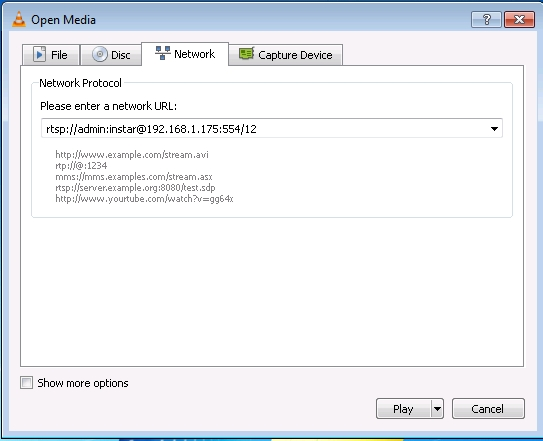 Open Media
File
Disc
Network
Capture Device
Network Protocol
Please enter a network URL:
rtsp://admin:instar@192.168.1.175:554/12
http://www.example.com/stream.avi
rtp://@:1234
mms://mms.examples.com/stream.asx
rtsp://server.example.org:8080/test.sdp
http://www.yourtube.com/watch?v=gg64x
Show more options
Play
Cancel